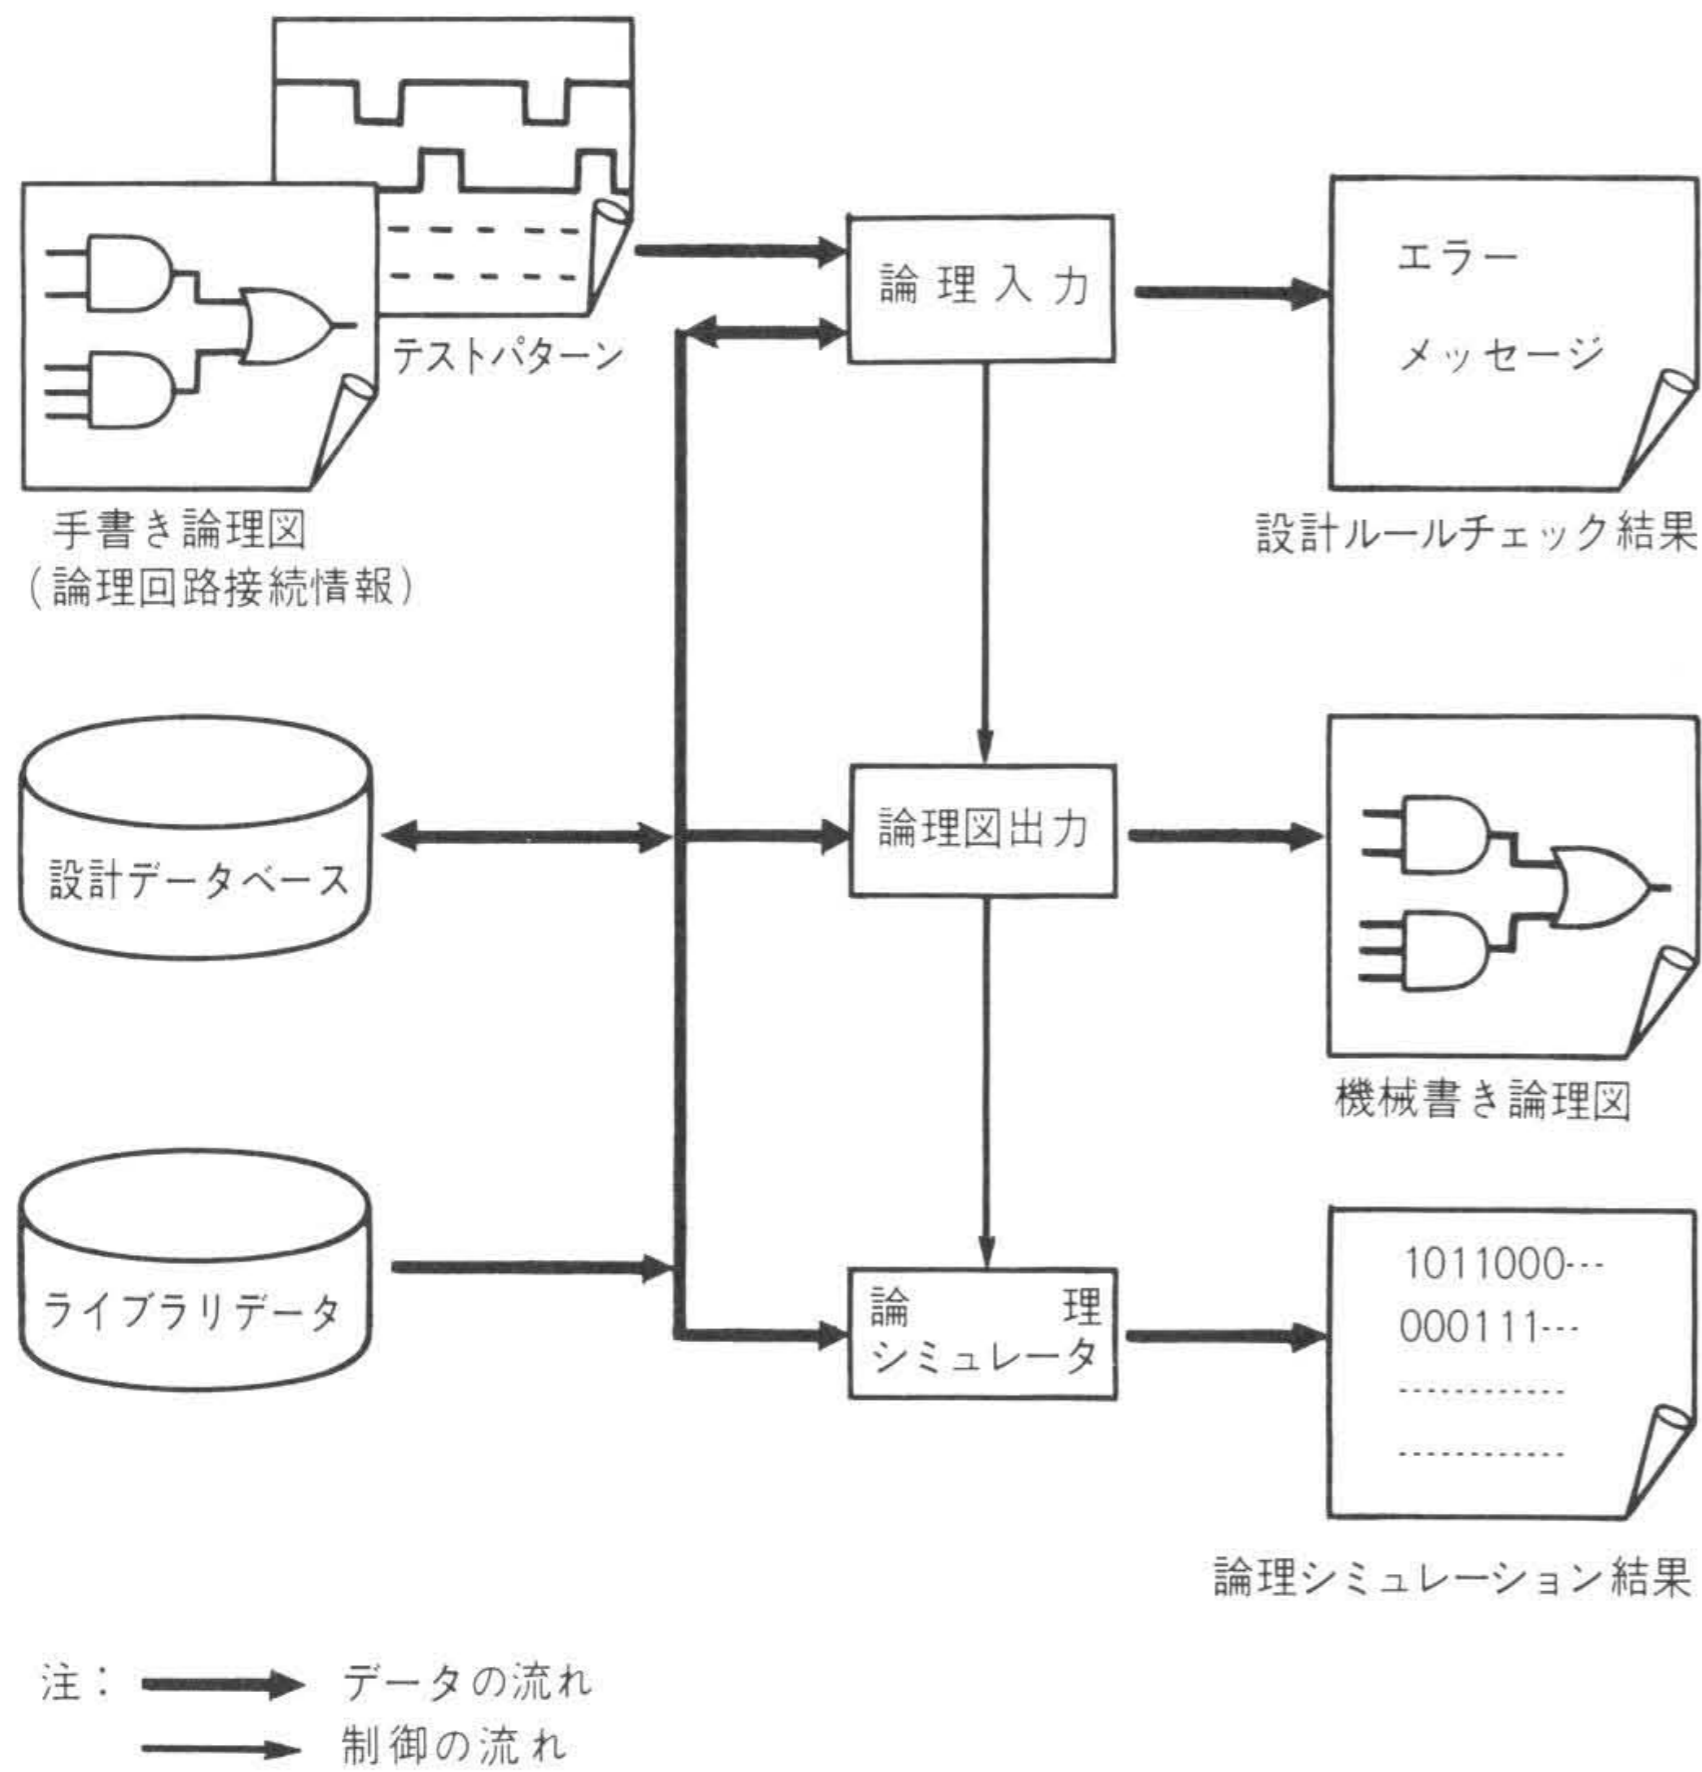 テストパターン
手書き論理図
(論理回路接続情報)
論理入力
エラー
メッセージ
設計ルールチェック結果
設計データベース
論理図出力
機械書き論理図
ライブラリデータ
論理
シミュレータ
1011000…
000111…
論理シミュレーション結果
注： データの流れ
制御の流れ